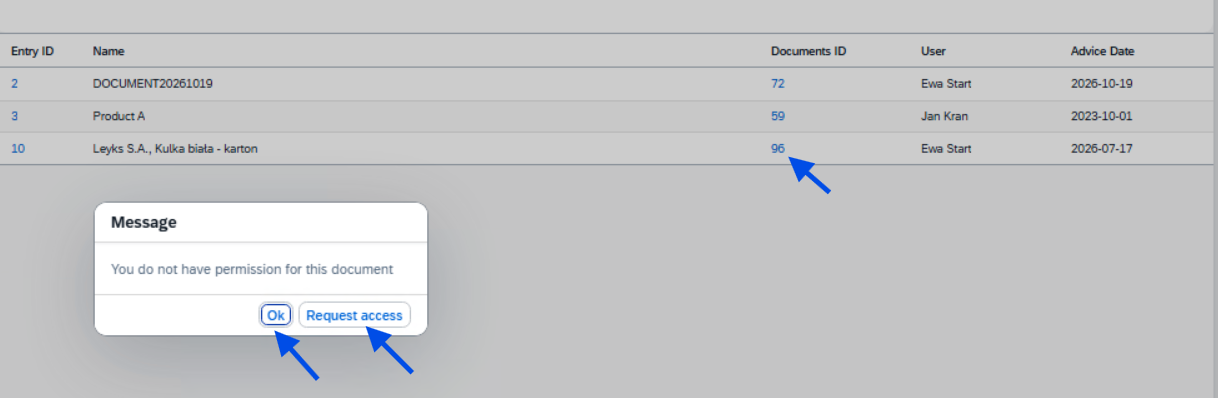 Entry ID Name Documents ID User Advice Date
2 DOCUMENT20261019 72 Ewa Start 2026-10-19
3 Product A 59 Jan Kran 2023-10-01
10 Leyks S.A., Kulka biała - karton 96 Ewa Start 2026-07-17
Message
You do not have permission for this document
Ok Request access